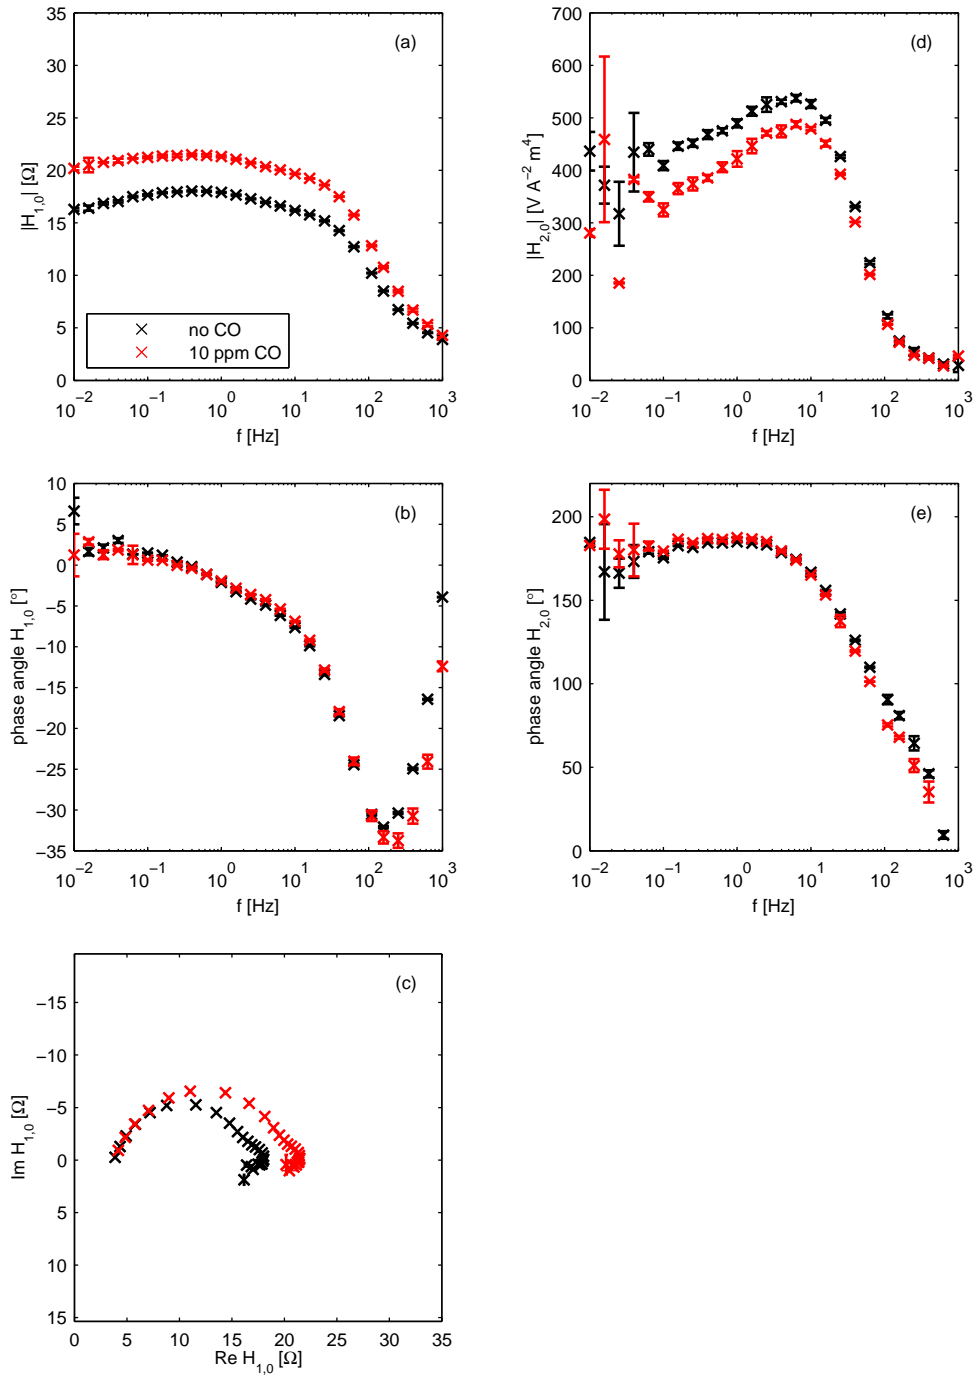 35
30
25
20
15
10
5
0
|H1,0| [Ω]
(a)
× no CO
× 10 ppm CO
10−2 10−1 100 101 102 103
f [Hz]
700
600
500
400
300
200
100
0
|H2,0| [V A−2 m4]
(d)
10−2 10−1 100 101 102 103
f [Hz]
10
5
0
−5
−10
−15
−20
−25
−30
−35
phase angle H1,0 [°]
(b)
10−2 10−1 100 101 102 103
f [Hz]
200
150
100
50
0
phase angle H2,0 [°]
(e)
10−2 10−1 100 101 102 103
f [Hz]
−15
−10
−5
0
5
10
15
Im H1,0 [Ω]
(c)
0 5 10 15 20 25 30 35
Re H1,0 [Ω]